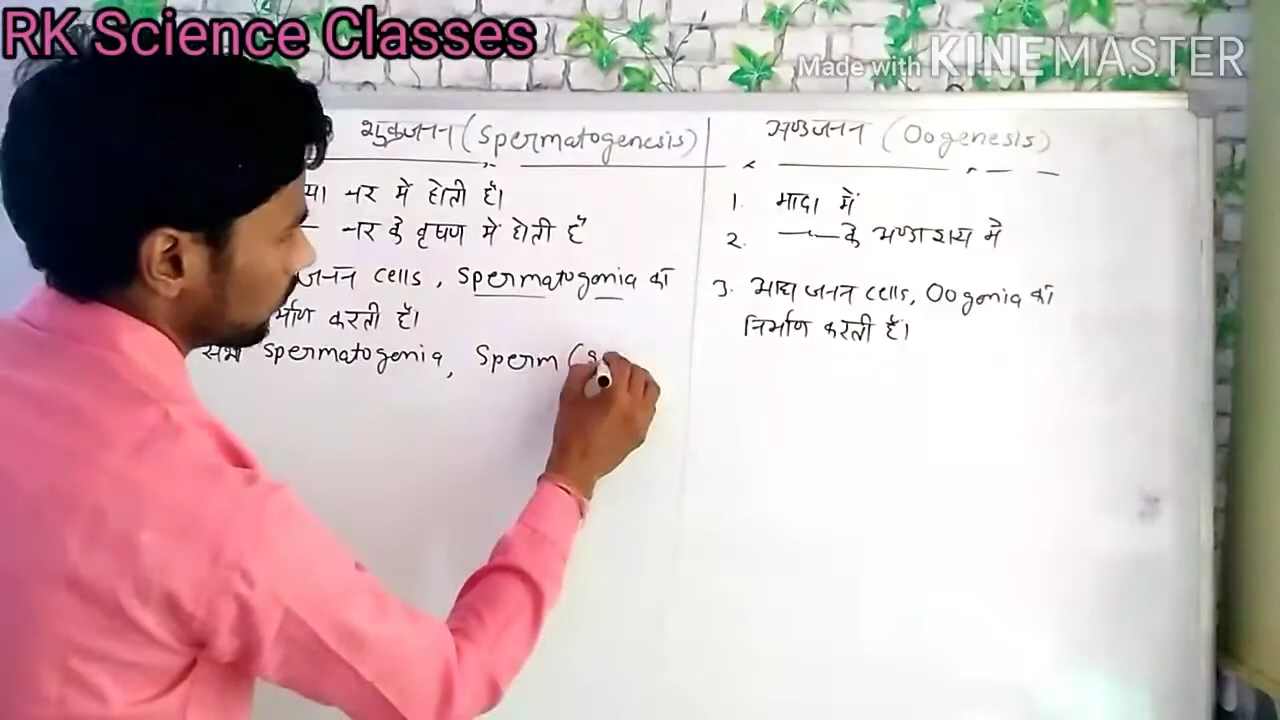 RK Science Classes
Made with KINEMASTER
शुक्रजनन (Spermatogenesis)
नर में होती है।
नर के वृषण में होती है
जनन cells, Spermatogonia का
करती है।
Spermatogonia, Sperm (
अण्डजनन (Oogenesis)
1. मादा में
2. —"— के अण्डाशय में
3. आद्य जनन cells, Oogonia का
निर्माण करती है।